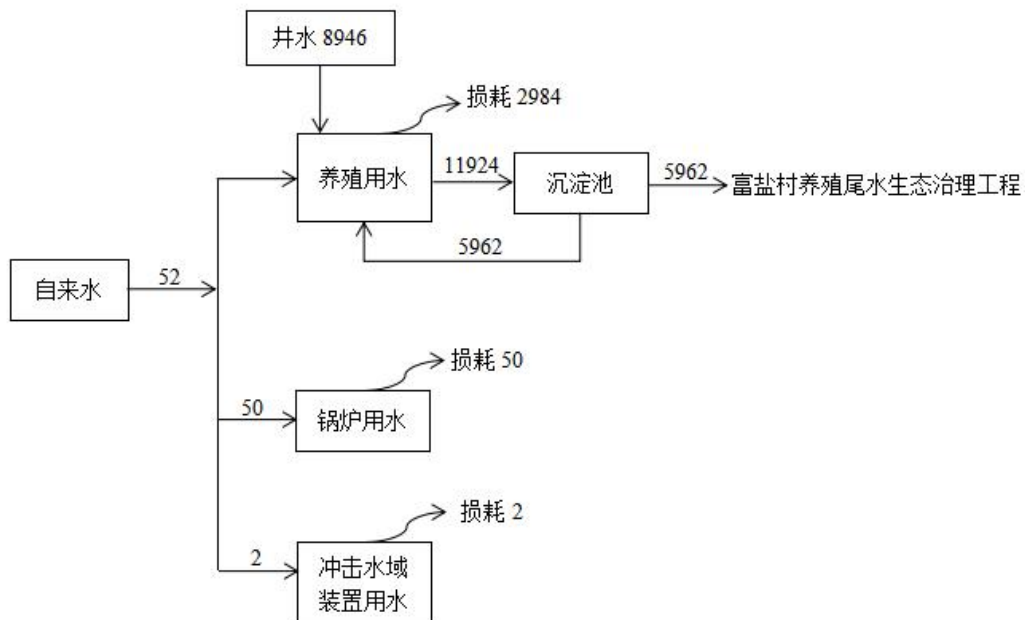 井水 8946
损耗 2984
养殖用水
11924
沉淀池
5962
富盐村养殖尾水生态治理工程
5962
自来水
52
损耗 50
50
锅炉用水
损耗 2
2
冲击水域
装置用水